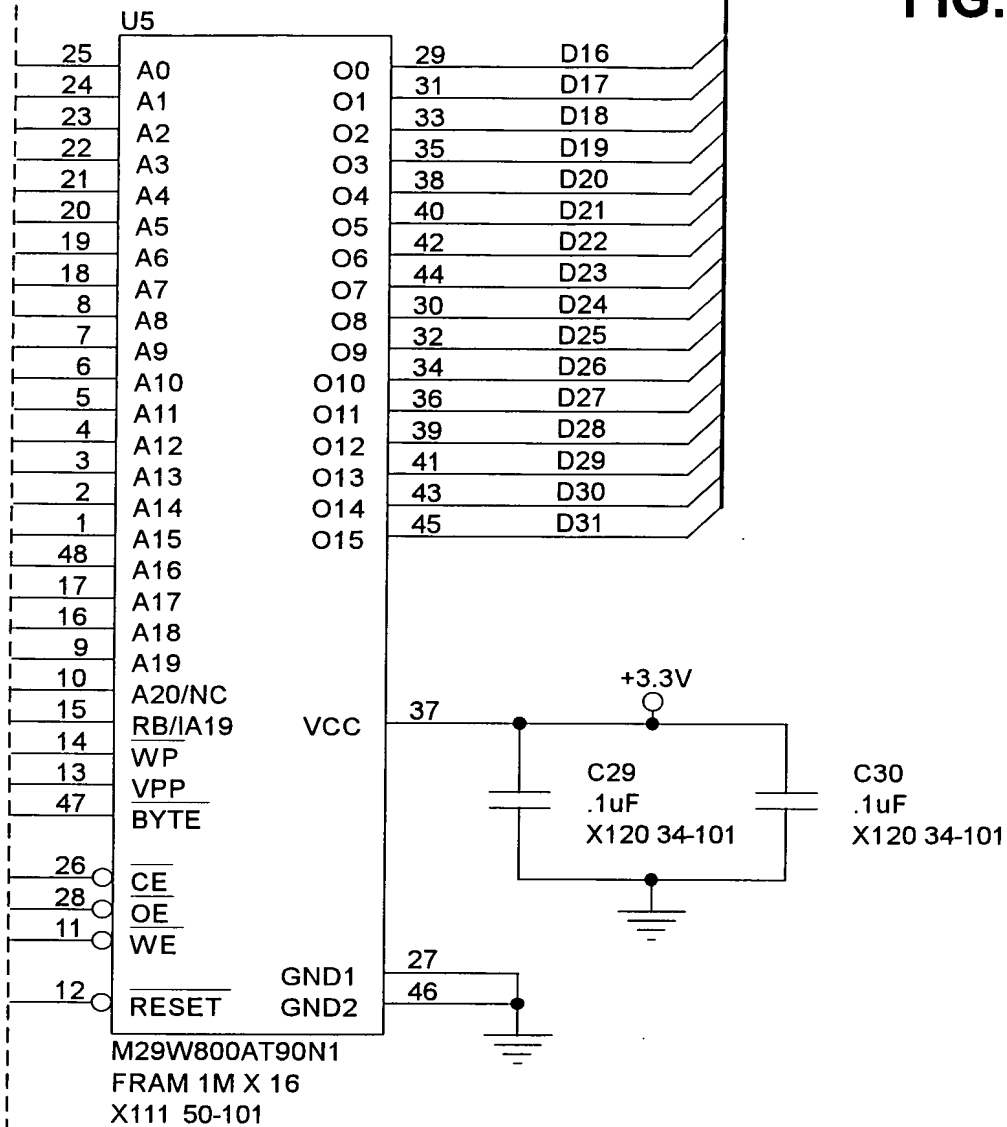 FIG.
U5
25 A0 O0 29 D16
24 A1 O1 31 D17
23 A2 O2 33 D18
22 A3 O3 35 D19
21 A4 O4 38 D20
20 A5 O5 40 D21
19 A6 O6 42 D22
18 A7 O7 44 D23
8 A8 O8 30 D24
7 A9 O9 32 D25
6 A10 O10 34 D26
5 A11 O11 36 D27
4 A12 O12 39 D28
3 A13 O13 41 D29
2 A14 O14 43 D30
1 A15 O15 45 D31
48 A16
17 A17
16 A18
9 A19
10 A20/NC
15 RB/IA19 VCC 37
+3.3V
14 WP
13 VPP
47 BYTE
C29
.1uF
X120 34-101
C30
.1uF
X120 34-101
26 CE
28 OE
11 WE
GND1 27
12 RESET GND2 46
M29W800AT90N1
FRAM 1M X 16
X111 50-101